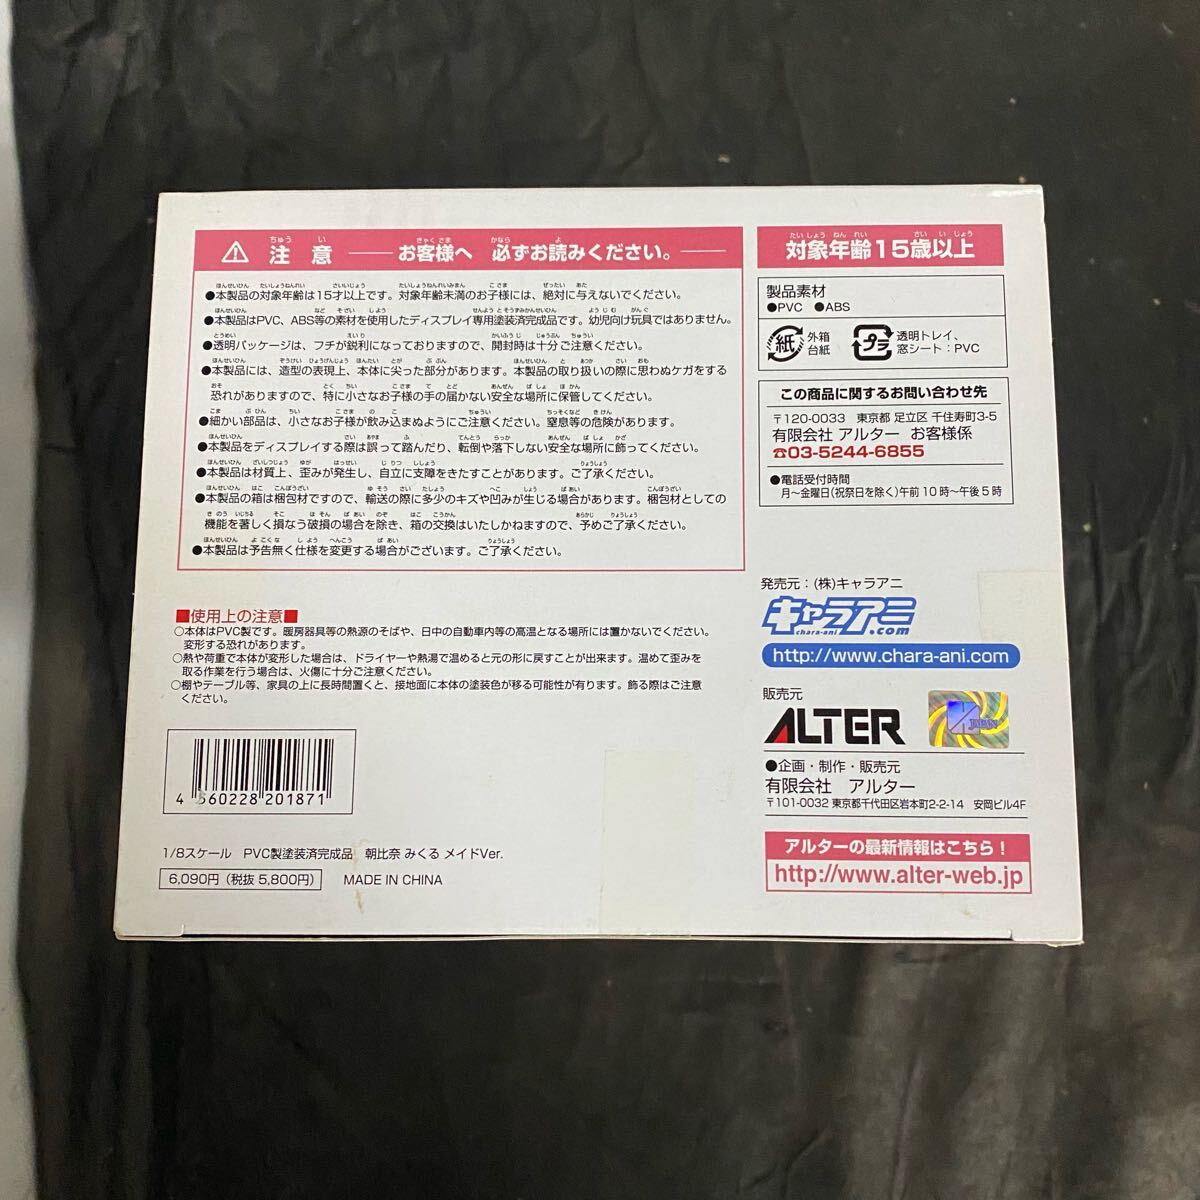 注意 お客様へ 必ずお読みください。
●本製品の対象年齢は15才以上です。対象年齢未満のお子様には、絶対に与えないでください。
●本製品はPVC、ABS等の素材を使用したディスプレイ専用塗装済完成品です。幼児向け玩具ではありません。
●透明パッケージは、フチが鋭利になっておりますので、開封時は十分ご注意ください。
●本製品には、造型の表現上、本体に尖った部分があります。本製品の取り扱いの際に思わぬケガをする
恐れがありますので、特に小さなお子様の手の届かない安全な場所に保管してください。
●細かい部品は、小さなお子様が飲み込まぬようにご注意ください。窒息等の危険があります。
●本製品をディスプレイする際は誤って踏んだり、転倒や落下しない安全な場所に飾ってください。
●本製品は材質上、歪みが発生し、自立に支障をきたすことがあります。ご了承ください。
●本製品の箱は梱包材ですので、輸送の際に多少のキズや凹みが生じる場合があります。梱包材としての
機能を著しく損なう破損の場合を除き、箱の交換はいたしかねますので、予めご了承ください。
●本製品は予告無く仕様を変更する場合がございます。ご了承ください。
■使用上の注意■
○本体はPVC製です。暖房器具等の熱源のそばや、日中の自動車内等の高温となる場所には置かないでください。
変形する恐れがあります。
○熱や荷重で本体が変形した場合は、ドライヤーや熱湯で温めると元の形に戻すことが出来ます。温めて歪みを
取る作業を行う場合は、火傷に十分ご注意ください。
○棚やテーブル等、家具の上に長時間置くと、接地面に本体の塗装色が移る可能性が有ります。飾る際はご注意
ください。
4 560228 201871
1/8スケール PVC製塗装済完成品 朝比奈 みくる メイドVer.
6,090円(税抜 5,800円) MADE IN CHINA
対象年齢15歳以上
製品素材
●PVC ●ABS
紙 外箱
台紙
プラ 透明トレイ、
窓シート：PVC
この商品に関するお問い合わせ先
〒120-0033 東京都 足立区 千住寿町3-5
有限会社 アルター お客様係
☎03-5244-6855
●電話受付時間
月〜金曜日(祝祭日を除く)午前10時〜午後5時
発売元：(株)キャラアニ
キャラアニ
chara-ani.com
http://www.chara-ani.com
販売元
ALTER
JAPAN
●企画・制作・販売元
有限会社 アルター
〒101-0032 東京都千代田区岩本町2-2-14 安岡ビル4F
アルターの最新情報はこちら！
http://www.alter-web.jp